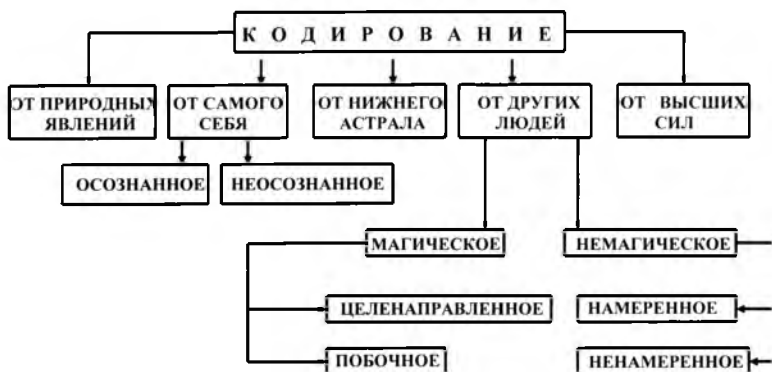 КОДИРОВАНИЕ
ОТ ПРИРОДНЫХ
ЯВЛЕНИЙ
ОТ САМОГО
СЕБЯ
ОТ НИЖНЕГО
АСТРАЛА
ОТ ДРУГИХ
ЛЮДЕЙ
ОТ ВЫСШИХ
СИЛ
ОСОЗНАННОЕ
НЕОСОЗНАННОЕ
МАГИЧЕСКОЕ
НЕМАГИЧЕСКОЕ
ЦЕЛЕНАПРАВЛЕННОЕ
НАМЕРЕННОЕ
ПОБОЧНОЕ
НЕНАМЕРЕННОЕ